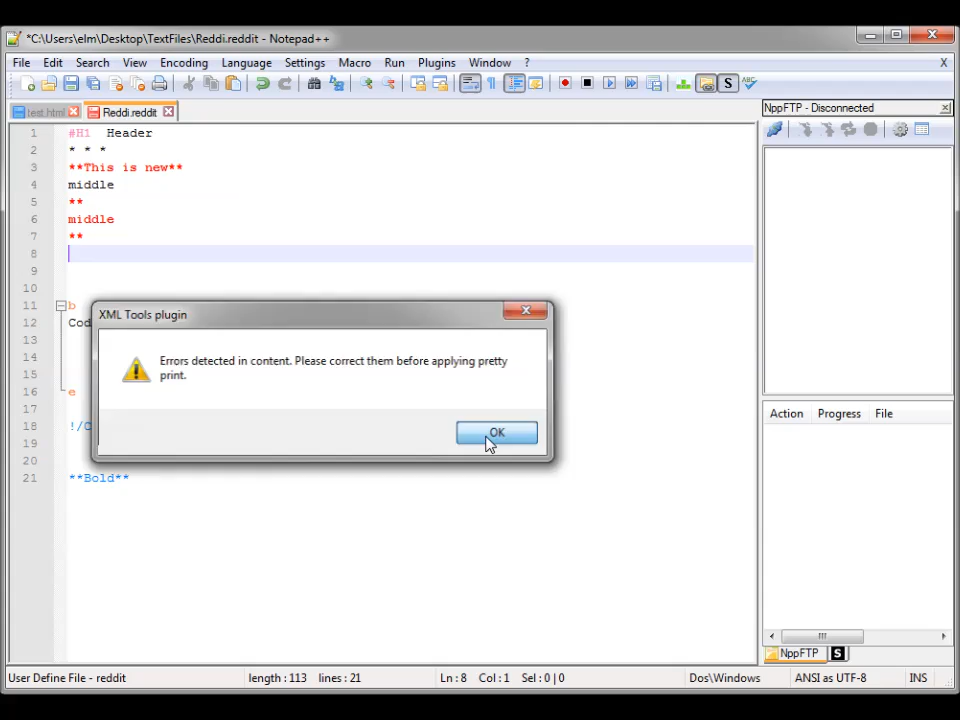 *C:\Users\elm\Desktop\TextFiles\Reddi.reddit - Notepad++
File Edit Search View Encoding Language Settings Macro Run Plugins Window ? X
test.html Reddi.reddit
NppFTP - Disconnected
1 #H1 Header
2 * * *
3 **This is new**
4 middle
5 **
6 middle
7 **
8
9
10
11 b
12 Cod
13
14
15
16 e
17
18 !/C
19
20
21 **Bold**
XML Tools plugin
Errors detected in content. Please correct them before applying pretty
print.
OK
Action Progress File
NppFTP S
User Define File - reddit length : 113 lines : 21 Ln : 8 Col : 1 Sel : 0 | 0 Dos\Windows ANSI as UTF-8 INS